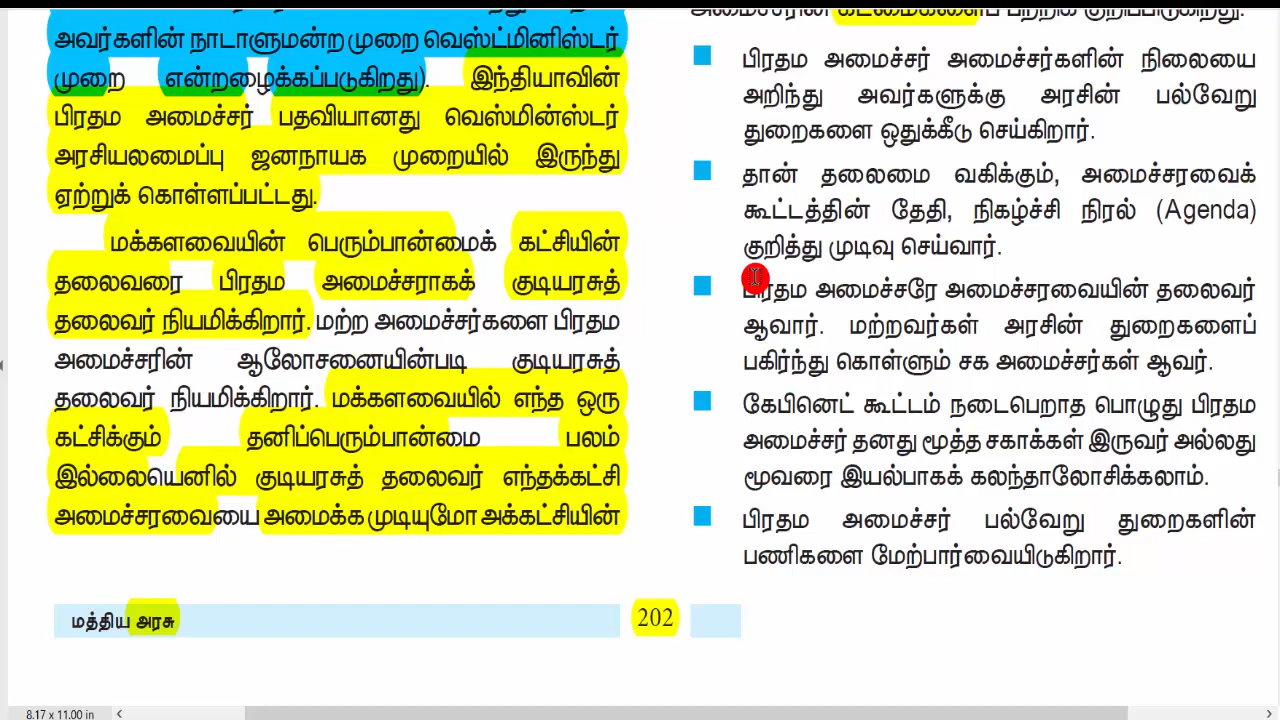 அவர்களின் நாடாளுமன்ற முறை வெஸ்ட்மினிஸ்டர்
முறை என்றழைக்கப்படுகிறது). இந்தியாவின்
பிரதம அமைச்சர் பதவியானது வெஸ்மின்ஸ்டர்
அரசியலமைப்பு ஜனநாயக முறையில் இருந்து
ஏற்றுக் கொள்ளப்பட்டது.
மக்களவையின் பெரும்பான்மைக் கட்சியின்
தலைவரை பிரதம அமைச்சராகக் குடியரசுத்
தலைவர் நியமிக்கிறார். மற்ற அமைச்சர்களை பிரதம
அமைச்சரின் ஆலோசனையின்படி குடியரசுத்
தலைவர் நியமிக்கிறார். மக்களவையில் எந்த ஒரு
கட்சிக்கும் தனிப்பெரும்பான்மை பலம்
இல்லையெனில் குடியரசுத் தலைவர் எந்தக்கட்சி
அமைச்சரவையை அமைக்க முடியுமோ அக்கட்சியின்
அமைச்சரின் கடமைகளைப் பற்றிக் குறிப்பிடுகிறது.
பிரதம அமைச்சர் அமைச்சர்களின் நிலையை
அறிந்து அவர்களுக்கு அரசின் பல்வேறு
துறைகளை ஒதுக்கீடு செய்கிறார்.
தான் தலைமை வகிக்கும், அமைச்சரவைக்
கூட்டத்தின் தேதி, நிகழ்ச்சி நிரல் (Agenda)
குறித்து முடிவு செய்வார்.
பிரதம அமைச்சரே அமைச்சரவையின் தலைவர்
ஆவார். மற்றவர்கள் அரசின் துறைகளைப்
பகிர்ந்து கொள்ளும் சக அமைச்சர்கள் ஆவர்.
கேபினெட் கூட்டம் நடைபெறாத பொழுது பிரதம
அமைச்சர் தனது மூத்த சகாக்கள் இருவர் அல்லது
மூவரை இயல்பாகக் கலந்தாலோசிக்கலாம்.
பிரதம அமைச்சர் பல்வேறு துறைகளின்
பணிகளை மேற்பார்வையிடுகிறார்.
மத்திய அரசு 202
8.17 x 11.00 in